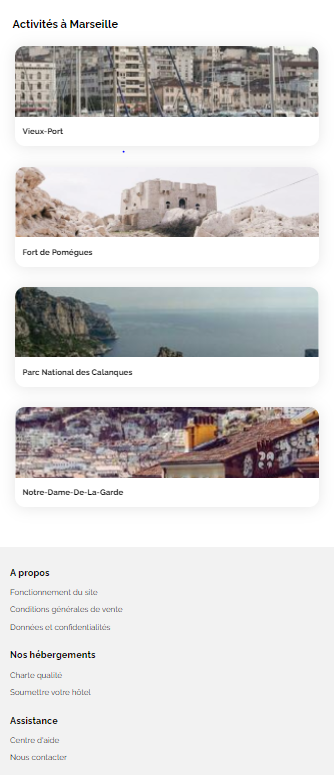 Activités à Marseille
Vieux-Port
Fort de Pomègues
Parc National des Calanques
Notre-Dame-De-La-Garde
A propos
Fonctionnement du site
Conditions générales de vente
Données et confidentialités
Nos hébergements
Charte qualité
Soumettre votre hôtel
Assistance
Centre d'aide
Nous contacter